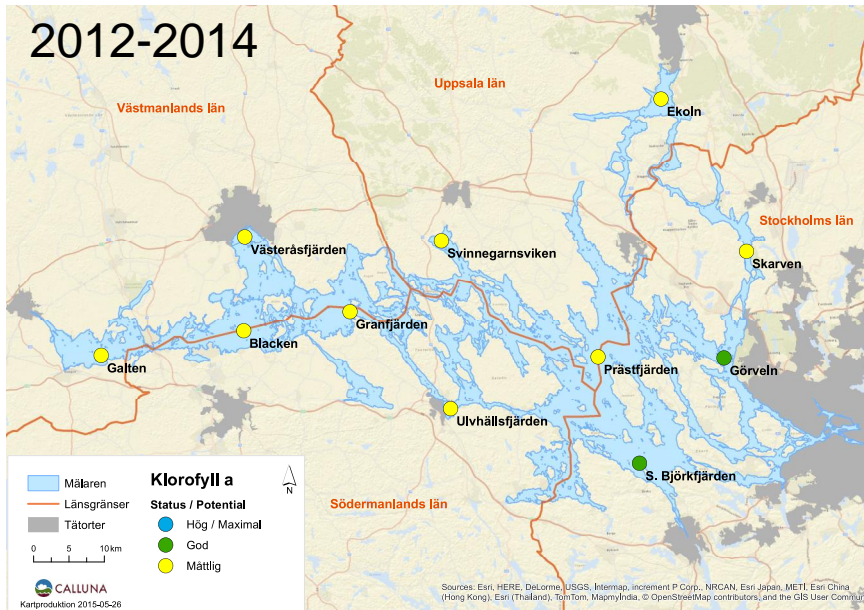 2012-2014
Uppsala län
Västmanlands län
Ekoln
Stockholms län
Västeråsfjärden
Svinnegarnsviken
Skarven
Granfjärden
Blacken
Galten
Prästfjärden
Görveln
Ulvhällsfjärden
S. Björkfjärden
Södermanlands län
Mälaren
Länsgränser
Tätorter
0 5 10 km
Klorofyll a
N
Status / Potential
Hög / Maximal
God
Måttlig
CALLUNA
Kartproduktion 2015-05-26
Sources: Esri, HERE, DeLorme, USGS, Intermap, increment P Corp., NRCAN, Esri Japan, METI, Esri China
(Hong Kong), Esri (Thailand), TomTom, MapmyIndia, © OpenStreetMap contributors, and the GIS User Commu